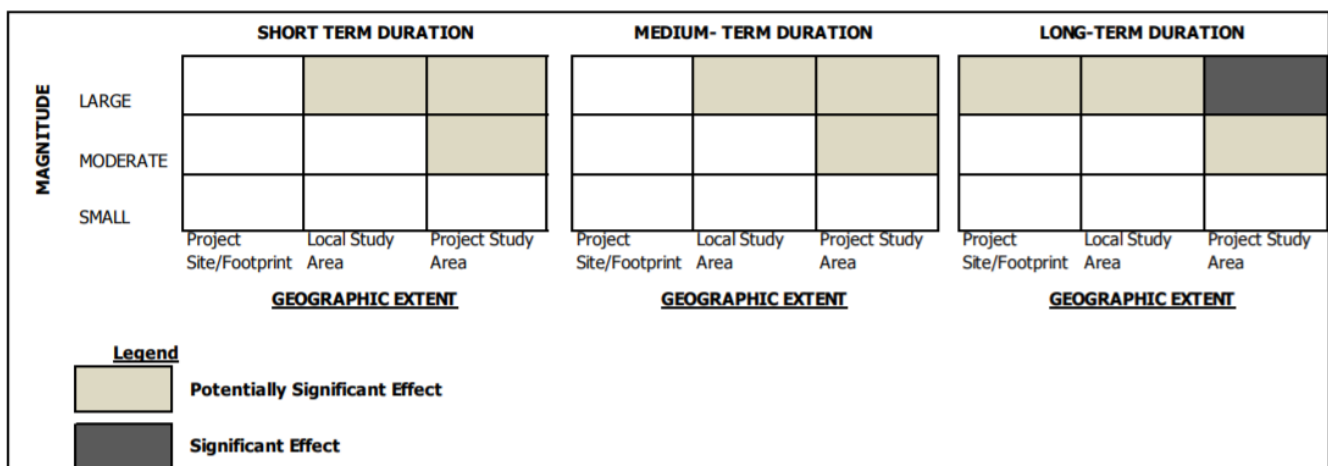 SHORT TERM DURATION
MEDIUM- TERM DURATION
LONG-TERM DURATION
MAGNITUDE
LARGE
MODERATE
SMALL
Project Site/Footprint
Local Study Area
Project Study Area
Project Site/Footprint
Local Study Area
Project Study Area
Project Site/Footprint
Local Study Area
Project Study Area
GEOGRAPHIC EXTENT
GEOGRAPHIC EXTENT
GEOGRAPHIC EXTENT
Legend
Potentially Significant Effect
Significant Effect